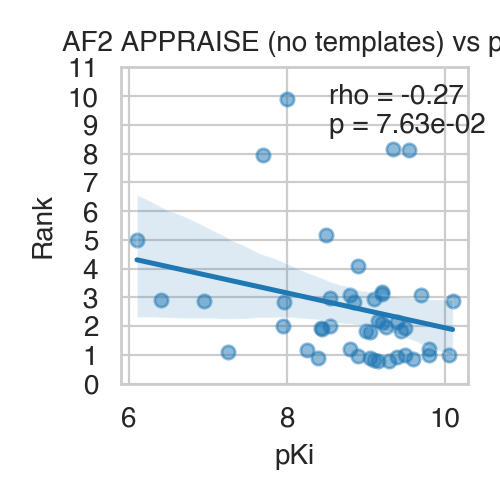 AF2 APPRAISE (no templates) vs p
11
10
9
8
7
6
5
4
3
2
1
0
Rank
rho = -0.27
p = 7.63e-02
6 8 10
pKi